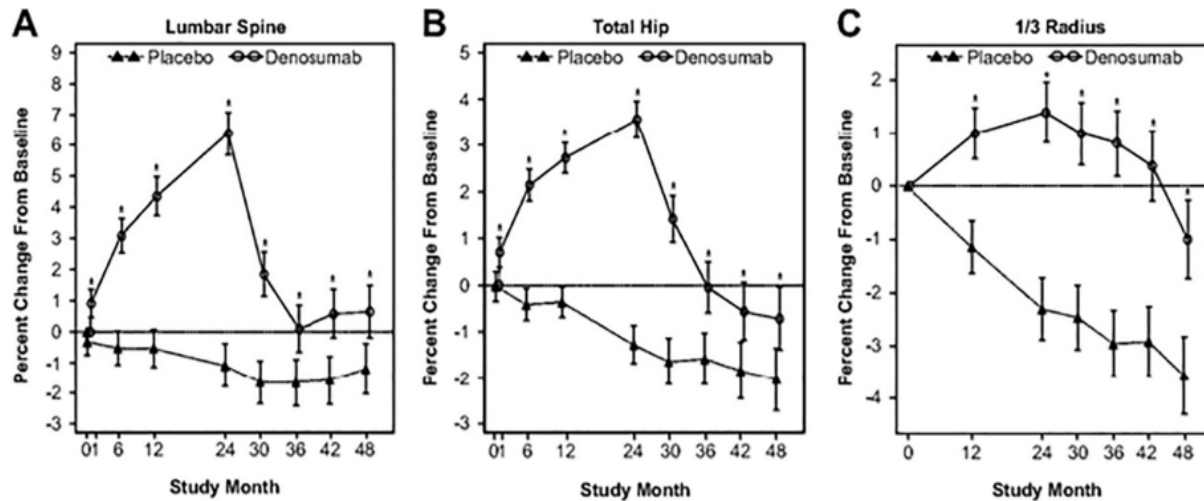 A
Lumbar Spine
Placebo
Denosumab
Percent Change From Baseline
9
8
7
6
5
4
3
2
1
0
-1
-2
-3
01 6 12 24 30 36 42 48
Study Month
B
Total Hip
Placebo
Denosumab
Percent Change From Baseline
5
4
3
2
1
0
-1
-2
-3
01 6 12 24 30 36 42 48
Study Month
C
1/3 Radius
Placebo
Denosumab
Percent Change From Baseline
2
1
0
-1
-2
-3
-4
0 12 24 30 36 42 48
Study Month